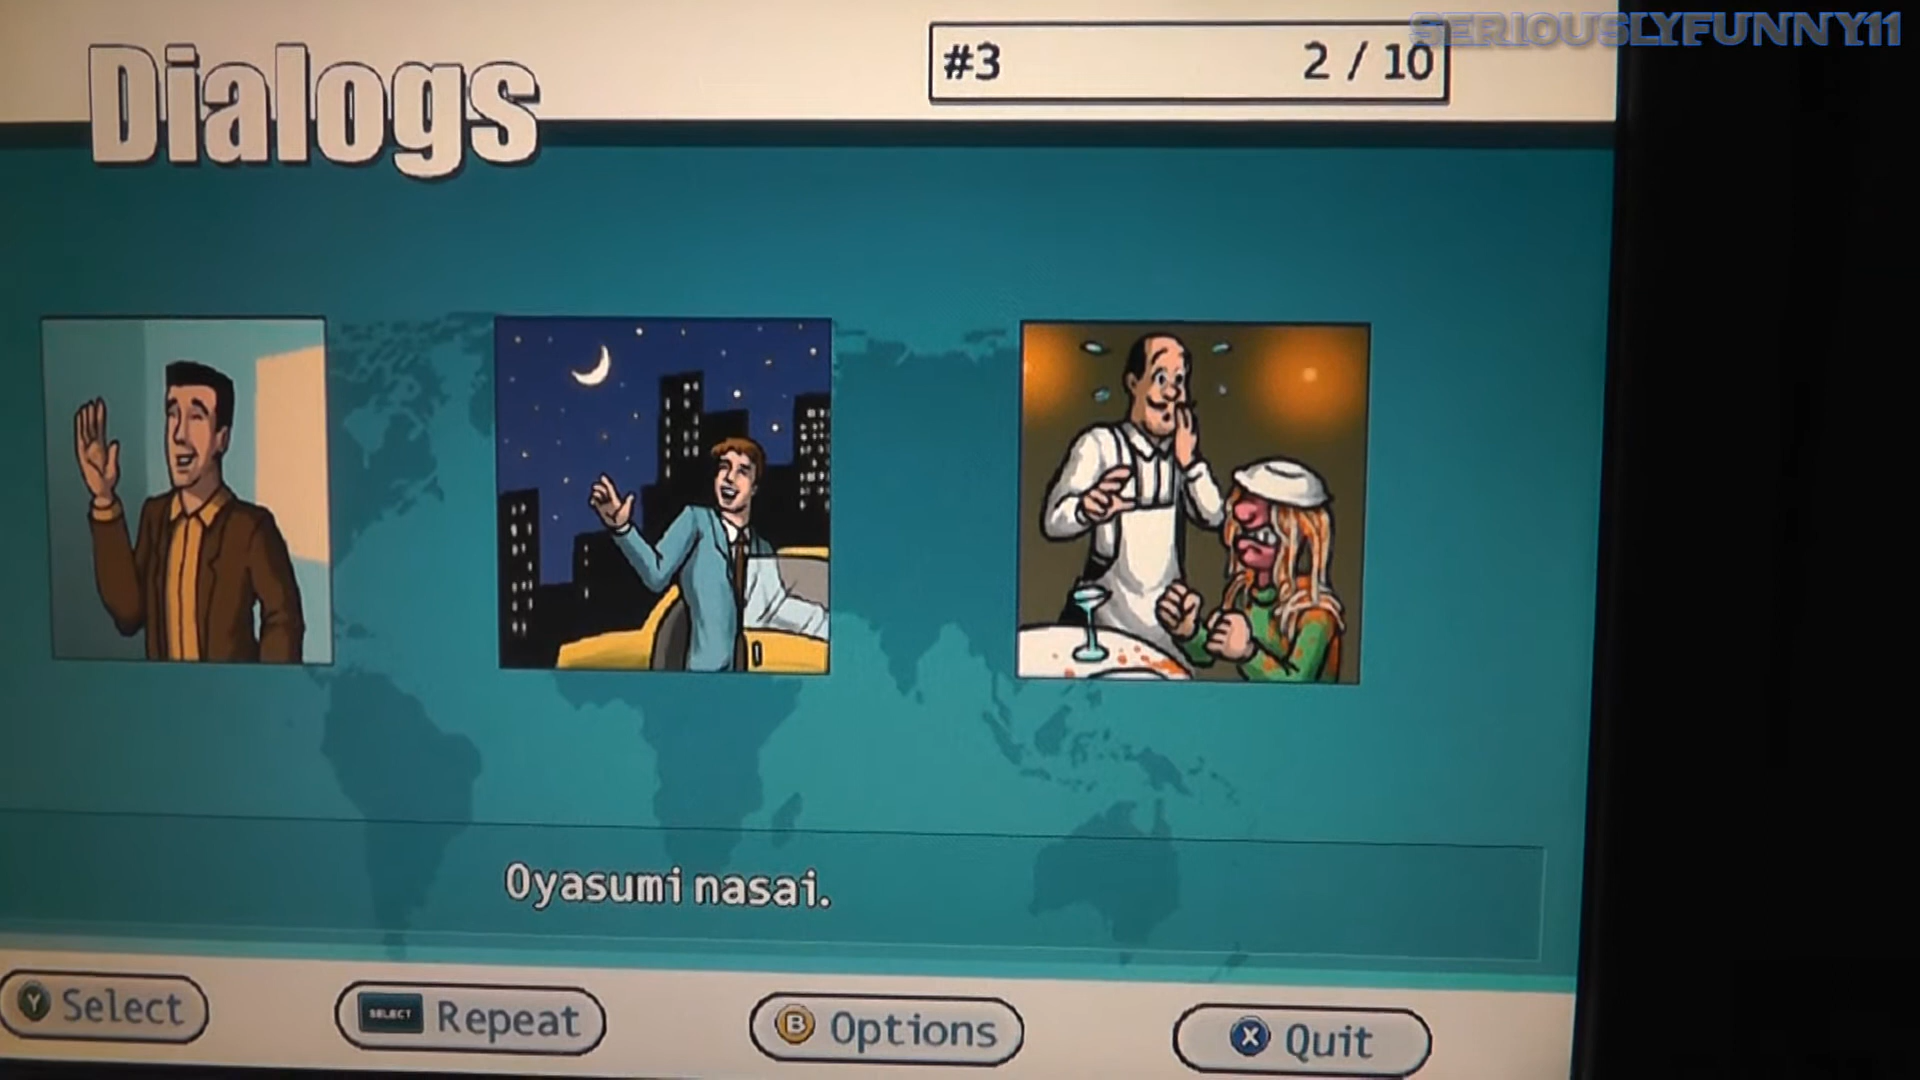 SERIOUSLYFUNNY11
Dialogs
#3 2 / 10
Oyasumi nasai.
Y Select
SELECT Repeat
B Options
X Quit